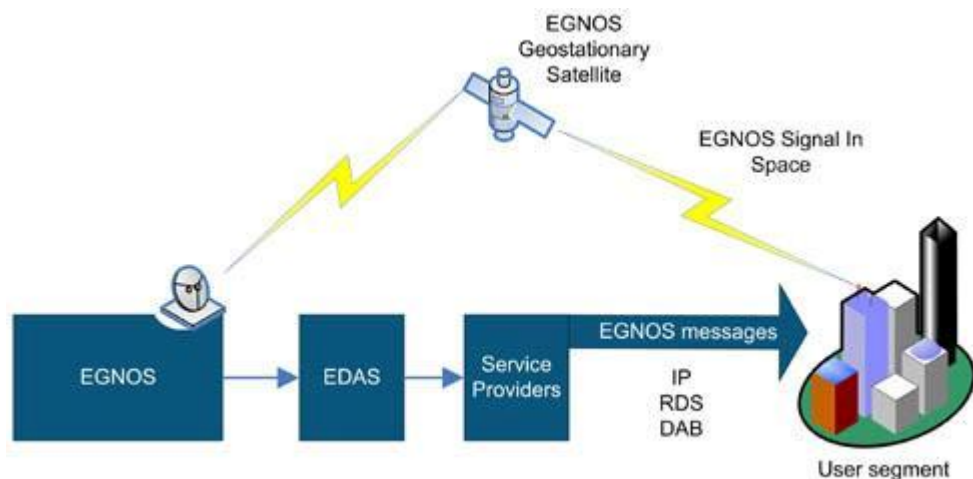 EGNOS
Geostationary
Satellite
EGNOS Signal In
Space
EGNOS
EDAS
Service
Providers
EGNOS messages
IP
RDS
DAB
User segment